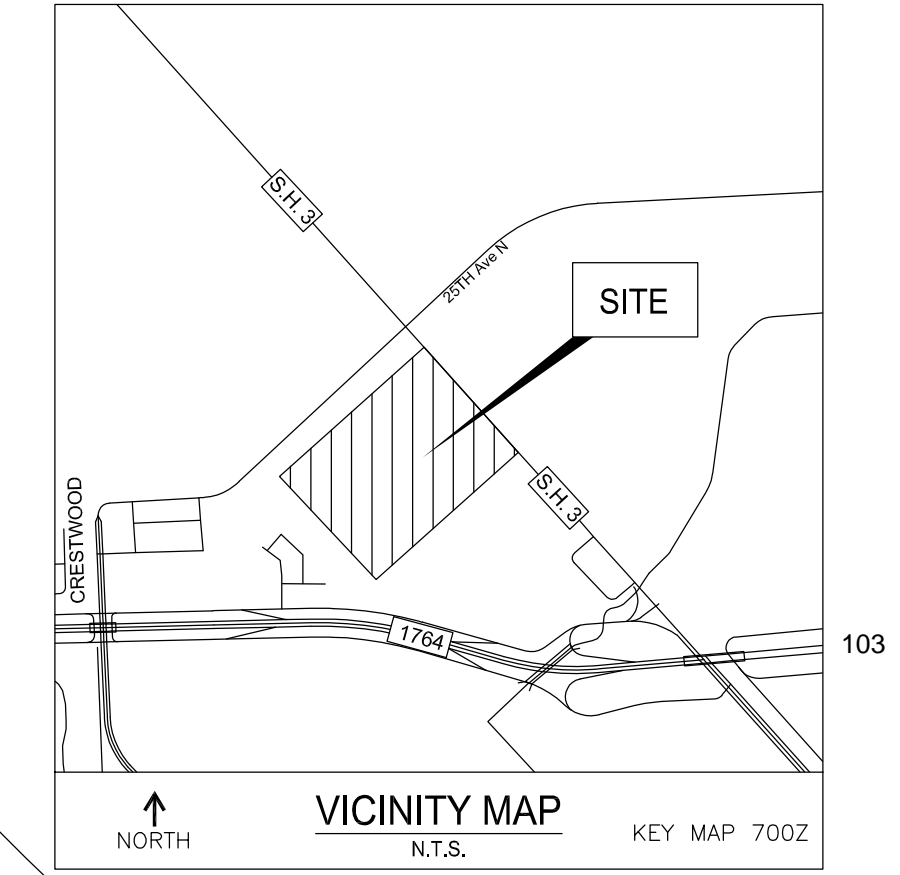 S.H. 3
25TH Ave N
SITE
S.H. 3
CRESTWOOD
1764
103
NORTH
VICINITY MAP
N.T.S.
KEY MAP 700Z